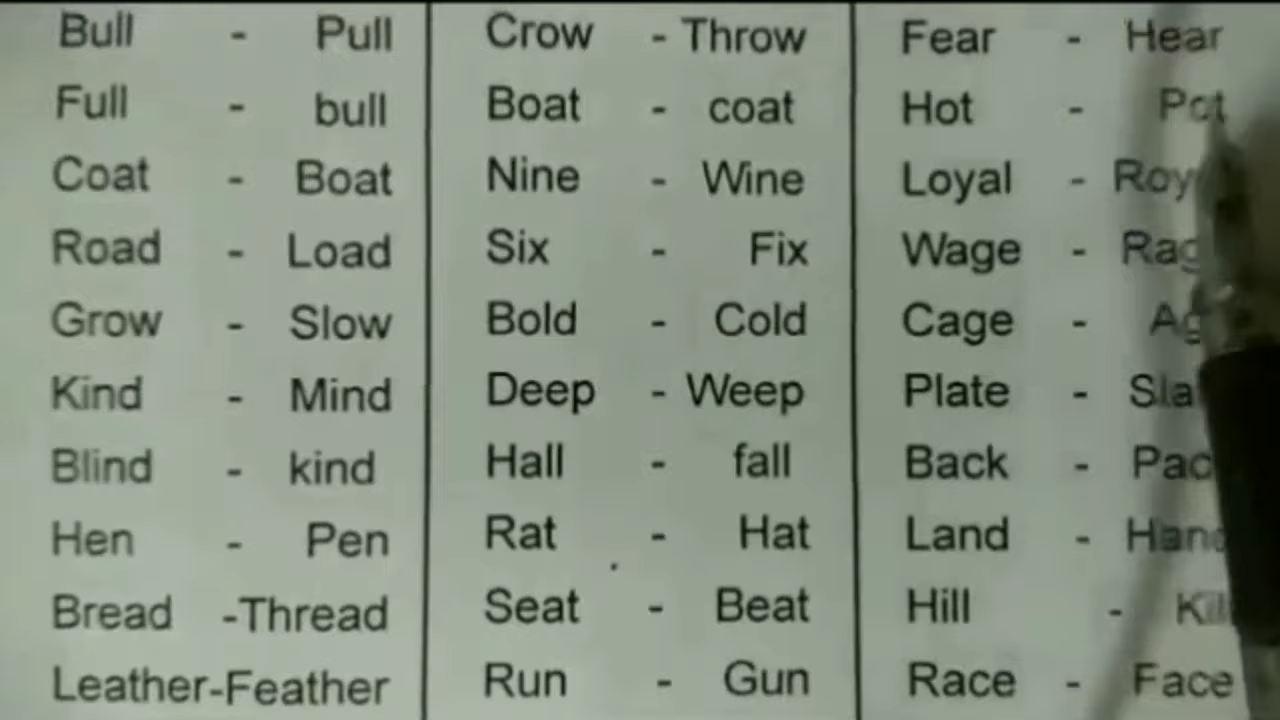 Bull - Pull
Full - bull
Coat - Boat
Road - Load
Grow - Slow
Kind - Mind
Blind - kind
Hen - Pen
Bread -Thread
Leather-Feather
Crow - Throw
Boat - coat
Nine - Wine
Six - Fix
Bold - Cold
Deep - Weep
Hall - fall
Rat - Hat
Seat - Beat
Run - Gun
Fear - Hear
Hot - Pot
Loyal -
Wage -
Cage -
Plate -
Back -
Land -
Hill -
Race - Face